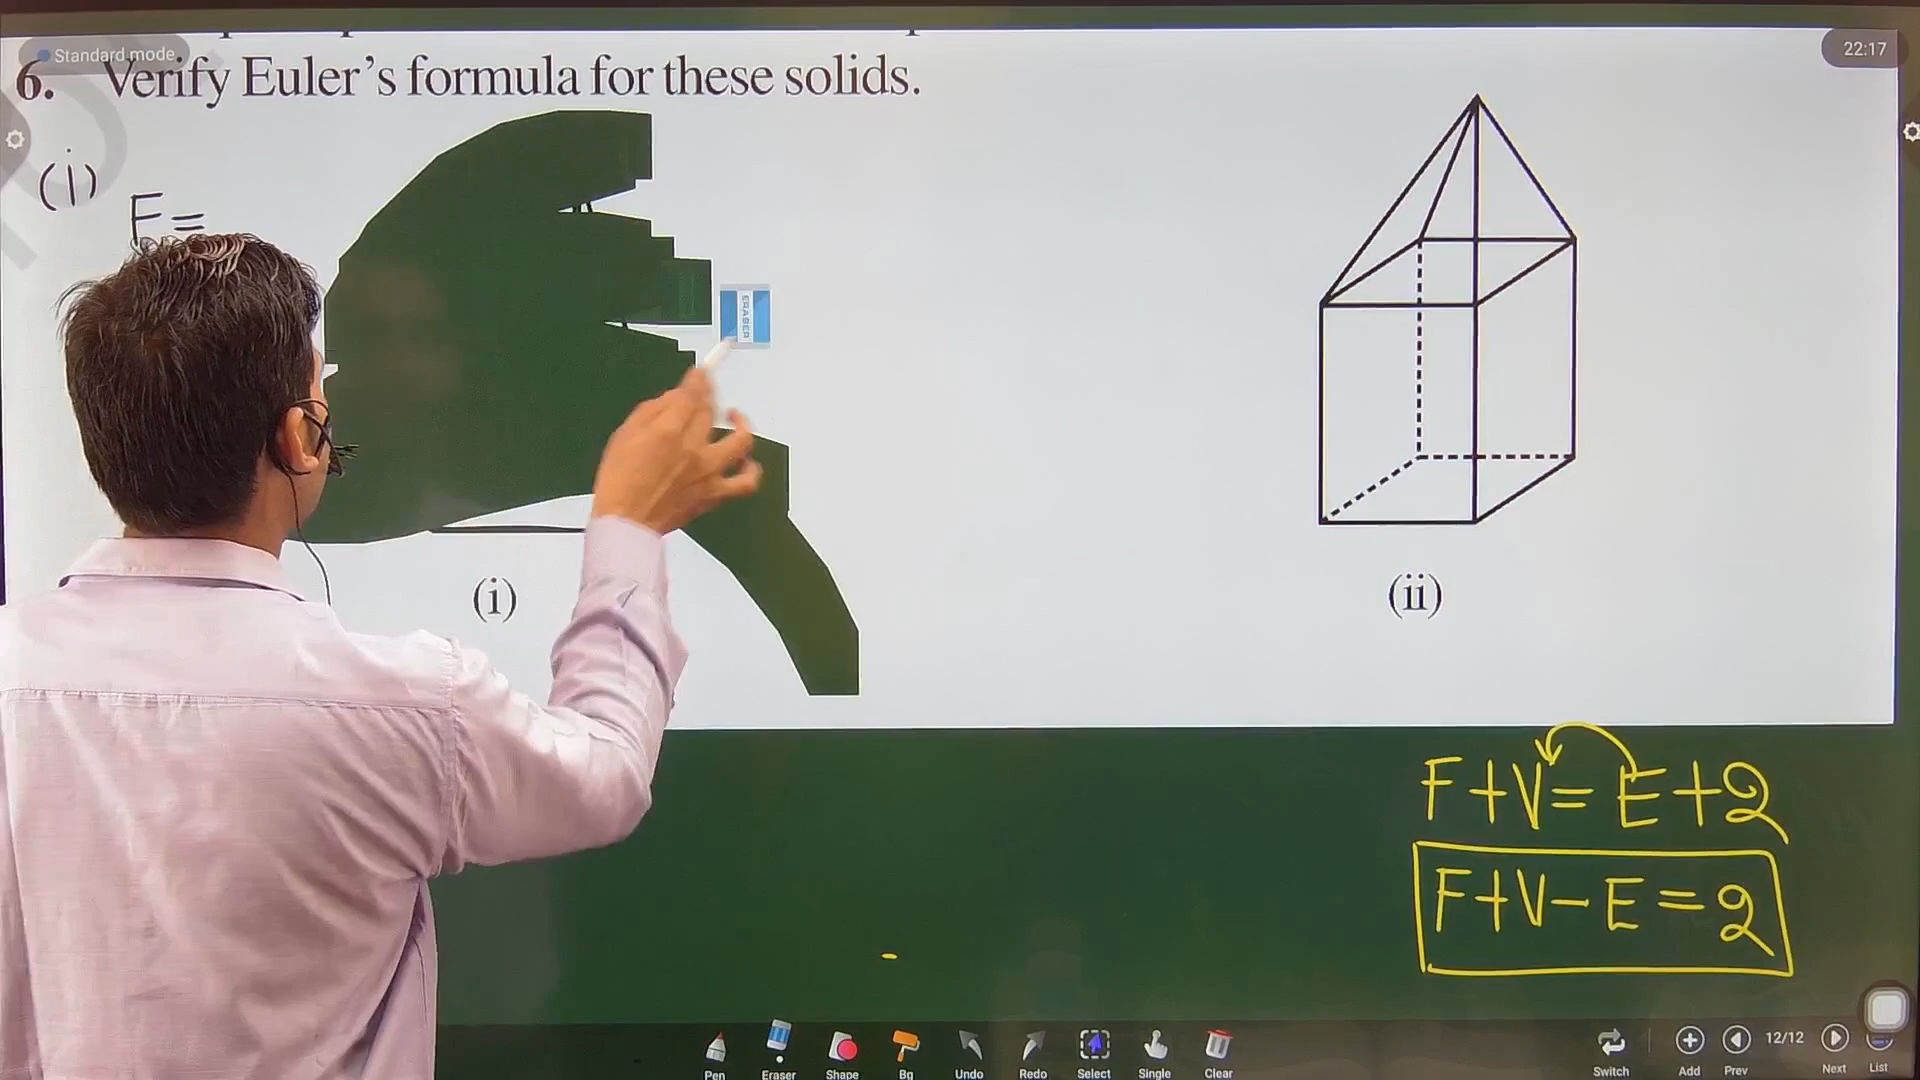 Standard mode
22:17
6. Verify Euler's formula for these solids.
(i)
F=
ERASER
(i)
(ii)
F+V=E+2
F+V-E=2
Pen
Eraser
Shape
Bg
Undo
Redo
Select
Single
Clear
Switch
Add
Prev
12/12
Next
List